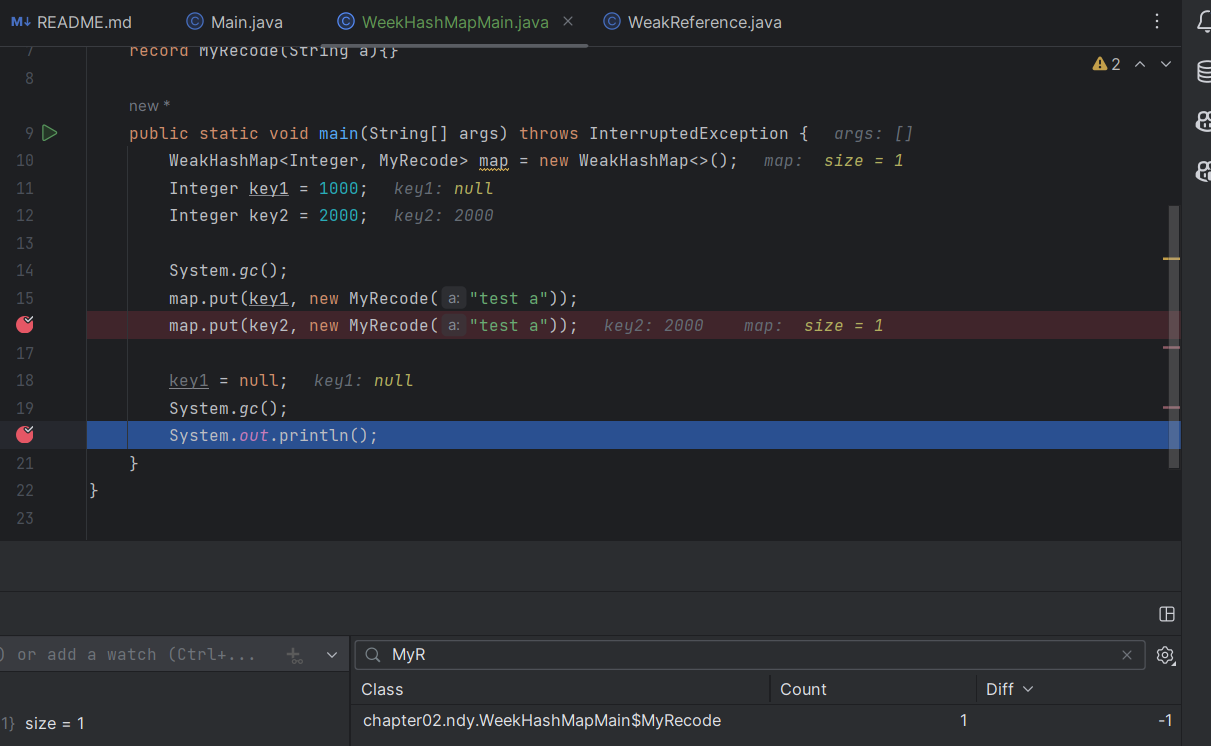 M↓ README.md Main.java WeekHashMapMain.java WeakReference.java
7 record MyRecode(String a){}
2
8
new *
9 public static void main(String[] args) throws InterruptedException { args: []
10 WeakHashMap<Integer, MyRecode> map = new WeakHashMap<>(); map: size = 1
11 Integer key1 = 1000; key1: null
12 Integer key2 = 2000; key2: 2000
13
14 System.gc();
15 map.put(key1, new MyRecode( a: "test a"));
map.put(key2, new MyRecode( a: "test a")); key2: 2000 map: size = 1
17
18 key1 = null; key1: null
19 System.gc();
System.out.println();
21 }
22 }
23
) or add a watch (Ctrl+... MyR
Class Count Diff
1} size = 1 chapter02.ndy.WeekHashMapMain$MyRecode 1 -1